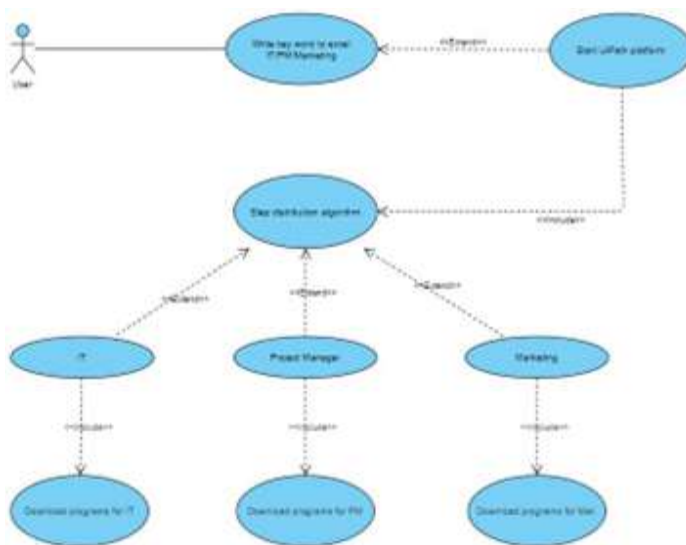 Write key word to excel
IT/PM/Marketing
<<Extend>>
Start UiPath platform
User
Step distribution algorithm
<<Include>>
<<Extend>>
<<Extend>>
<<Extend>>
IT
Project Manager
Marketing
<<Include>>
<<Include>>
<<Include>>
Download programs for IT
Download programs for PM
Download programs for Mar